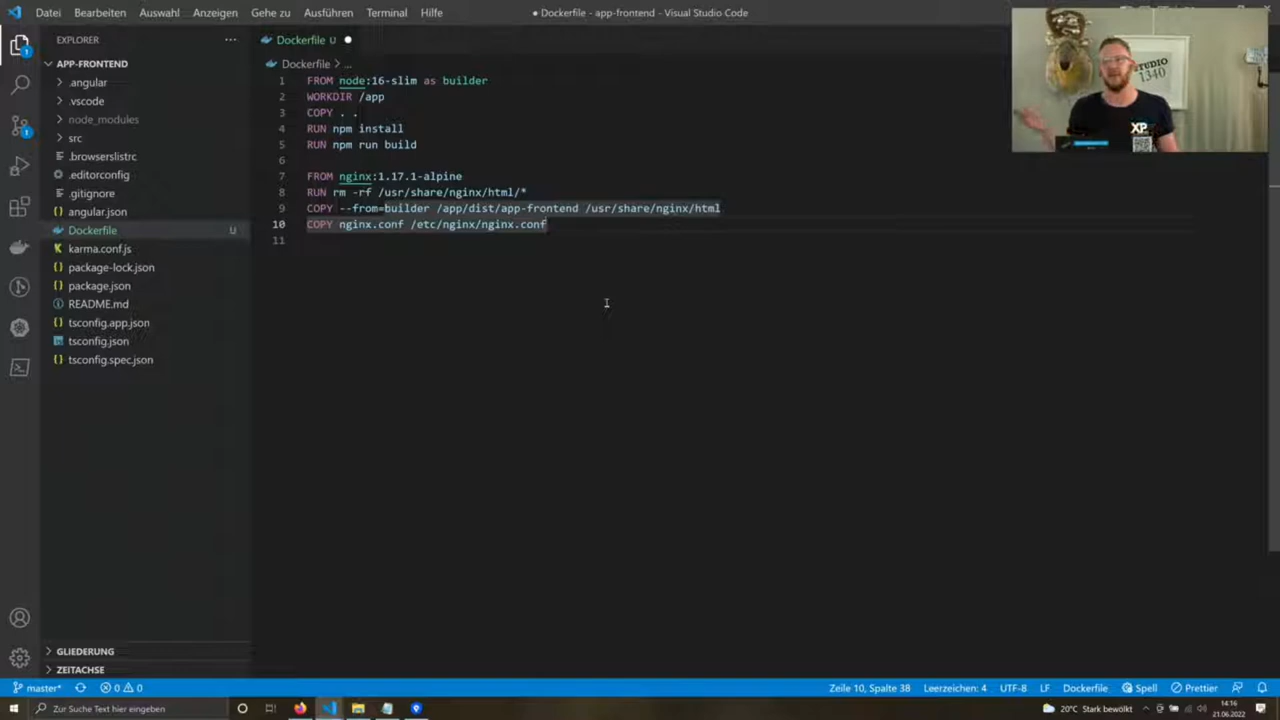 Datei Bearbeiten Auswahl Anzeigen Gehe zu Ausführen Terminal Hilfe
● Dockerfile - app-frontend - Visual Studio Code
EXPLORER ...
APP-FRONTEND
.angular
.vscode
node_modules
src
.browserslistrc
.editorconfig
.gitignore
angular.json
Dockerfile U
karma.conf.js
package-lock.json
package.json
README.md
tsconfig.app.json
tsconfig.json
tsconfig.spec.json
GLIEDERUNG
ZEITACHSE
Dockerfile U ●
Dockerfile > ...
1 FROM node:16-slim as builder
2 WORKDIR /app
3 COPY . .
4 RUN npm install
5 RUN npm run build
6
7 FROM nginx:1.17.1-alpine
8 RUN rm -rf /usr/share/nginx/html/*
9 COPY --from=builder /app/dist/app-frontend /usr/share/nginx/html
10 COPY nginx.conf /etc/nginx/nginx.conf
11
STUDIO
1340
XP
master* 0 0
Zeile 10, Spalte 38 Leerzeichen: 4 UTF-8 LF Dockerfile Spell Prettier
Zur Suche Text hier eingeben
20°C Stark bewölkt
14:16
21.06.2022